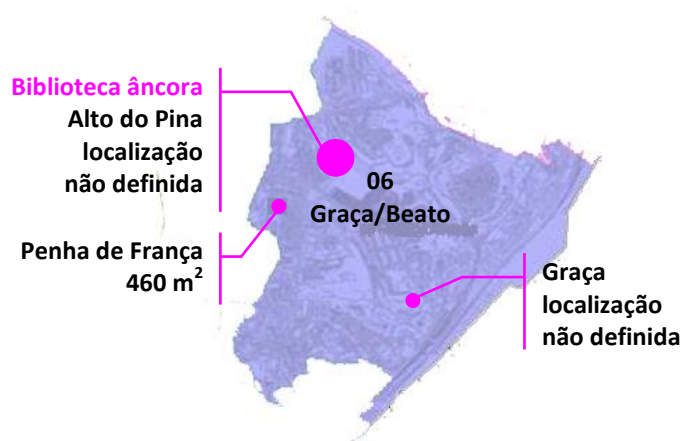 Biblioteca âncora
Alto do Pina
localização
não definida
06
Graça/Beato
Penha de França
460 m²
Graça
localização
não definida